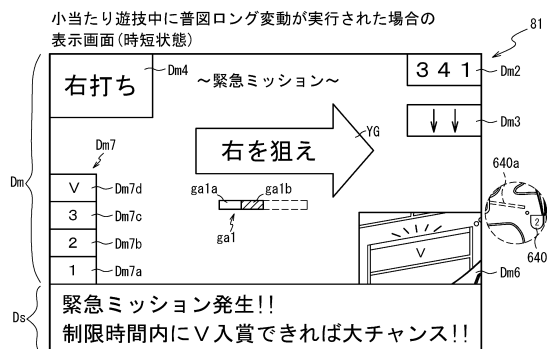 小当たり遊技中に普図ロング変動が実行された場合の
表示画面(時短状態)
81
右打ち
Dm4
～緊急ミッション～
３４１
Dm2
↓↓
Dm3
YG
右を狙え
Dm7
Dm
V
Dm7d
3
Dm7c
2
Dm7b
1
Dm7a
ga1a
ga1b
ga1
640a
2
640
V
Dm6
Ds
緊急ミッション発生!!
制限時間内にＶ入賞できれば大チャンス!!